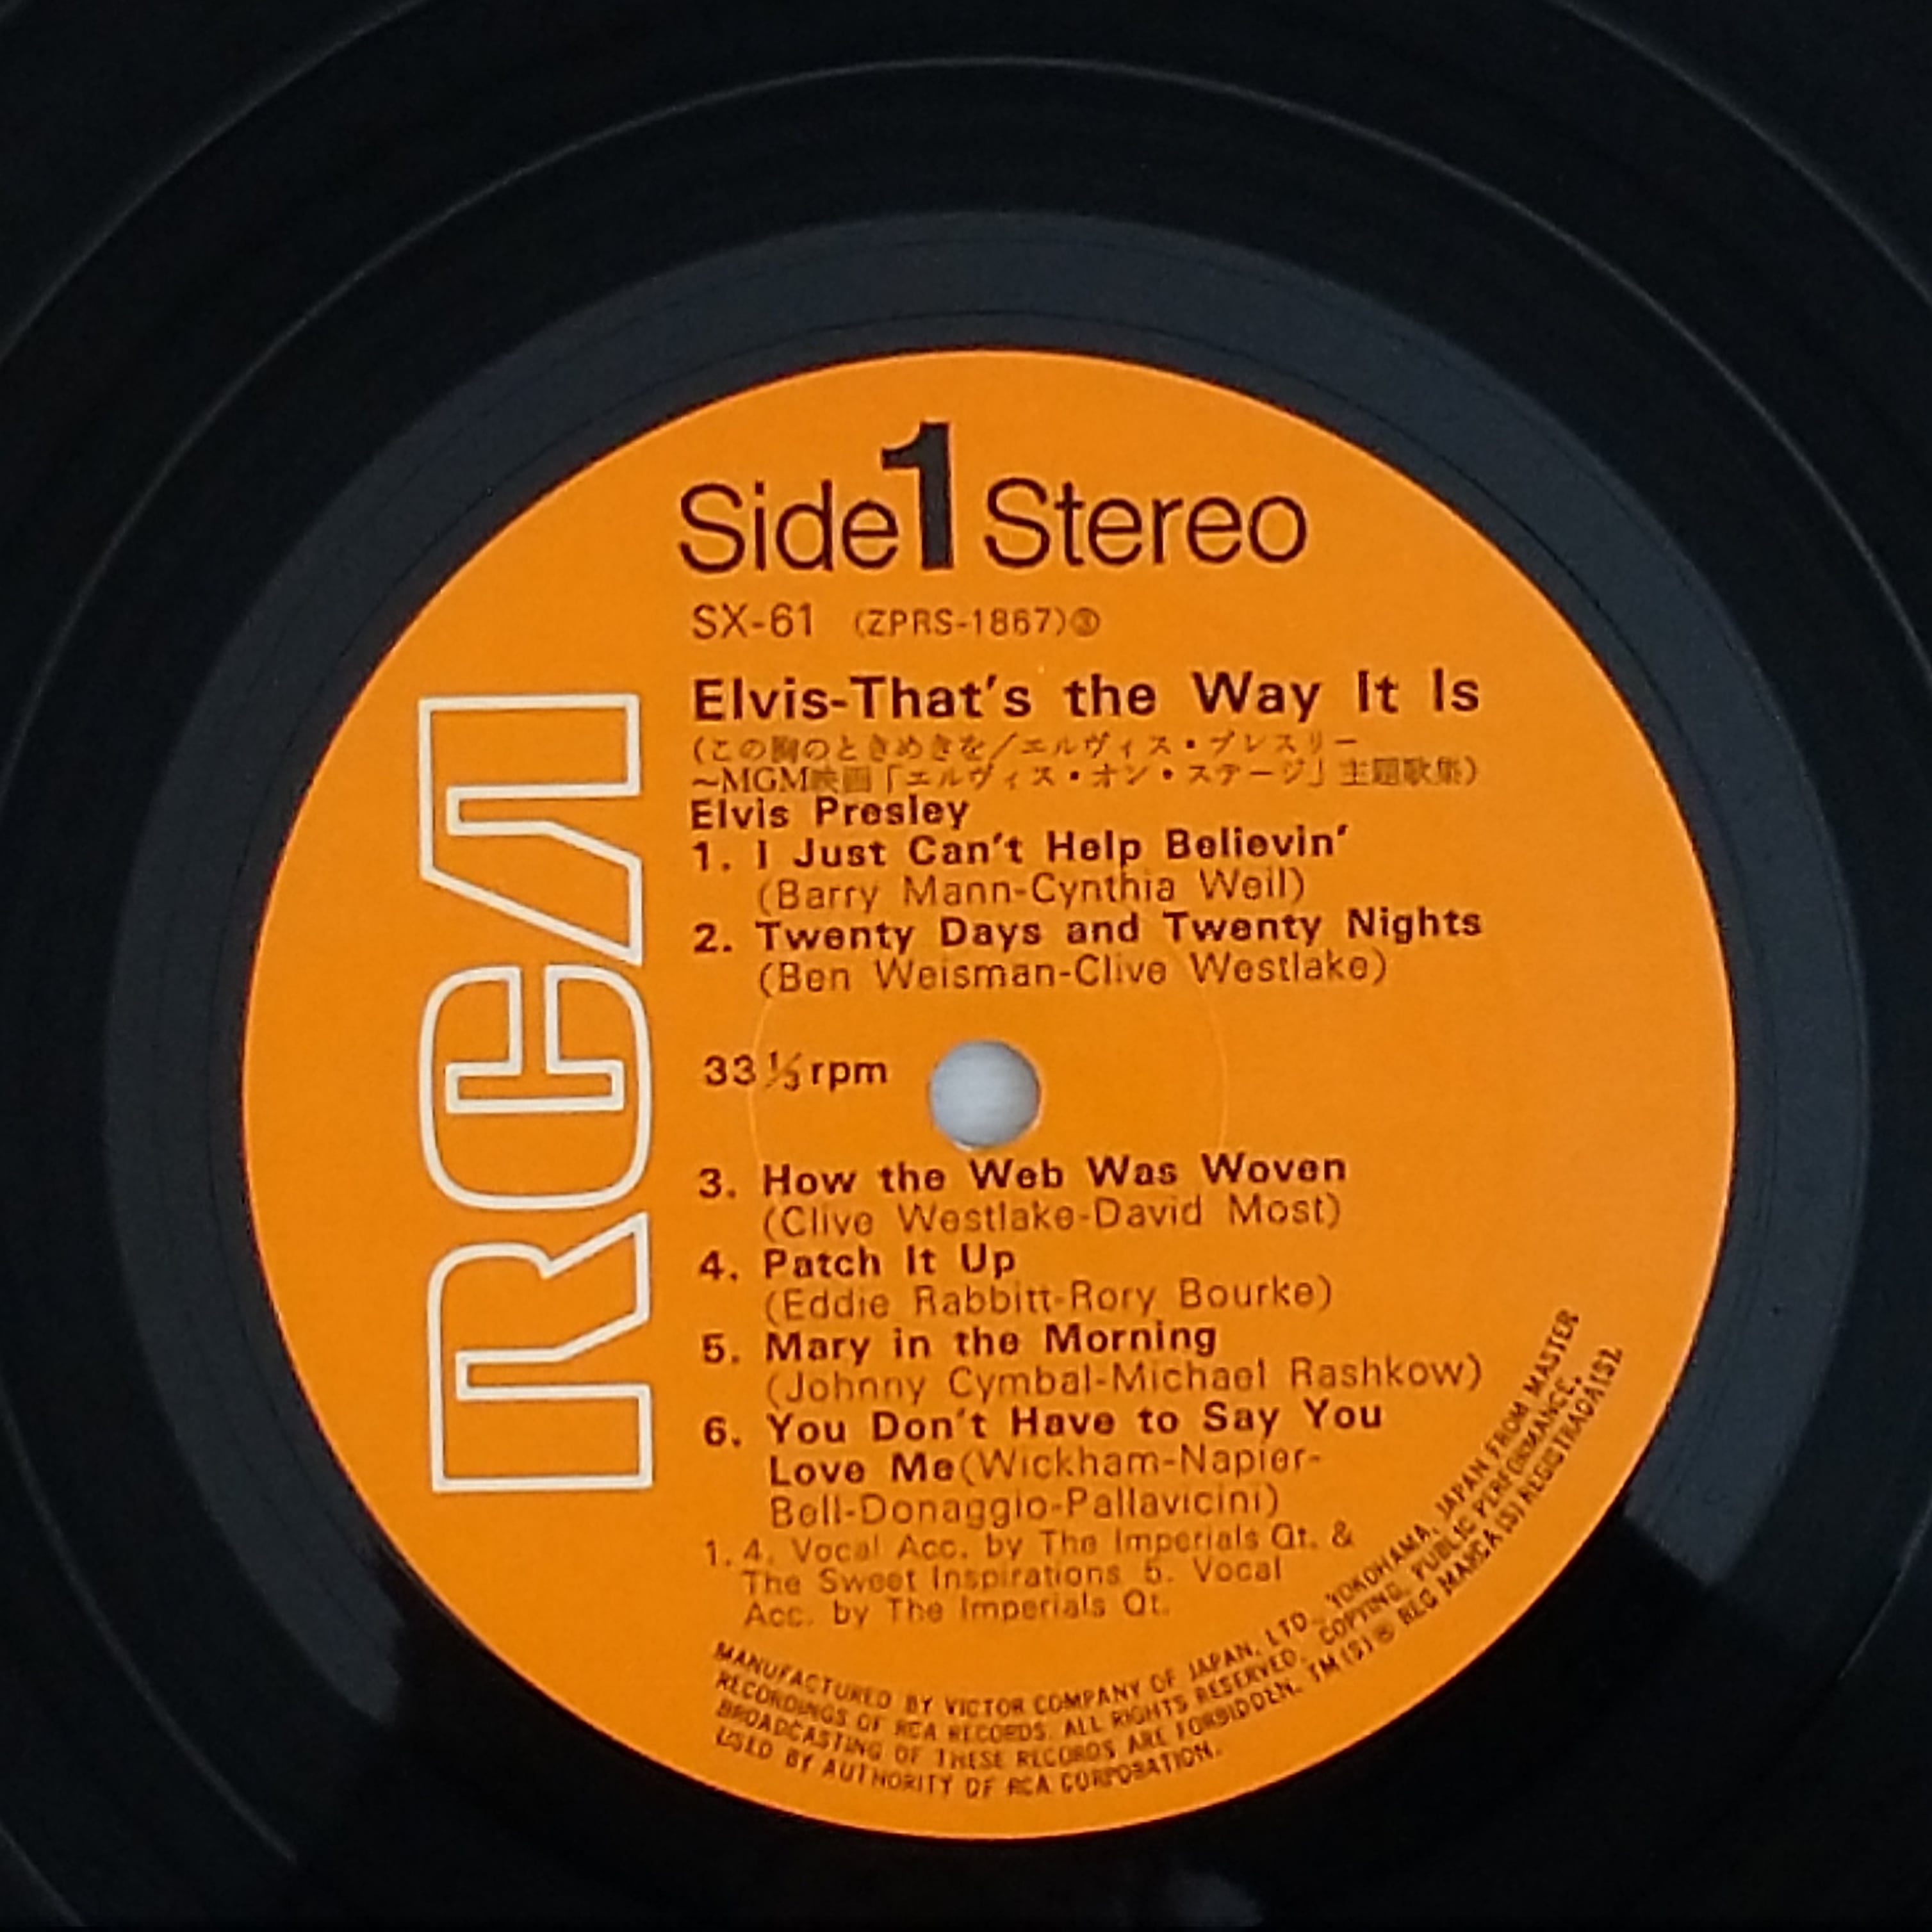 Side 1 Stereo
SX-61 (ZPRS-1867)③
Elvis-That's the Way It Is
(この胸のときめきを/エルヴィス・プレスリー
~MGM映画「エルヴィス・オン・ステージ」主題歌集)
Elvis Presley
1. I Just Can't Help Believin'
(Barry Mann-Cynthia Weil)
2. Twenty Days and Twenty Nights
(Ben Weisman-Clive Westlake)
33⅓ rpm
3. How the Web Was Woven
(Clive Westlake-David Most)
4. Patch It Up
(Eddie Rabbitt-Rory Bourke)
5. Mary in the Morning
(Johnny Cymbal-Michael Rashkow)
6. You Don't Have to Say You
Love Me(Wickham-Napier-
Bell-Donaggio-Pallavicini)
1. 4. Vocal Acc. by The Imperials Qt. &
The Sweet Inspirations 5. Vocal
Acc. by The Imperials Qt.
RCA
MANUFACTURED BY VICTOR COMPANY OF JAPAN, LTD., YOKOHAMA, JAPAN FROM MASTER
RECORDINGS OF RCA RECORDS. ALL RIGHTS RESERVED. COPYING, PUBLIC PERFORMANCE,
BROADCASTING OF THESE RECORDS ARE FORBIDDEN. TM(S) ® REG MARCA(S) REGISTRADA(S)
USED BY AUTHORITY OF RCA CORPORATION.